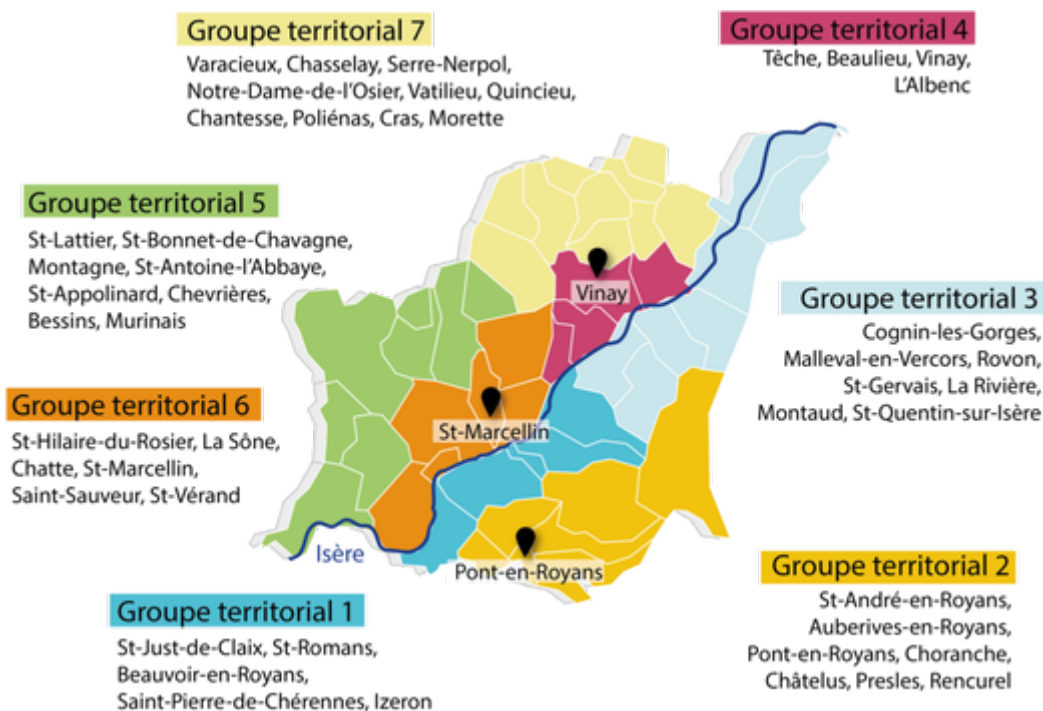 Groupe territorial 7
Varacieux, Chasselay, Serre-Nerpol,
Notre-Dame-de-l'Osier, Vatilieu, Quincieu,
Chantesse, Poliénas, Cras, Morette
Groupe territorial 4
Têche, Beaulieu, Vinay,
L'Albenc
Groupe territorial 5
St-Lattier, St-Bonnet-de-Chavagne,
Montagne, St-Antoine-l'Abbaye,
St-Appolinard, Chevrières,
Bessins, Murinais
Vinay
Groupe territorial 3
Cognin-les-Gorges,
Malleval-en-Vercors, Rovon,
St-Gervais, La Rivière,
Montaud, St-Quentin-sur-Isère
Groupe territorial 6
St-Hilaire-du-Rosier, La Sône,
Chatte, St-Marcellin,
Saint-Sauveur, St-Vérand
St-Marcellin
Isère
Pont-en-Royans
Groupe territorial 2
St-André-en-Royans,
Auberives-en-Royans,
Pont-en-Royans, Choranche,
Châtelus, Presles, Rencurel
Groupe territorial 1
St-Just-de-Claix, St-Romans,
Beauvoir-en-Royans,
Saint-Pierre-de-Chérennes, Izeron